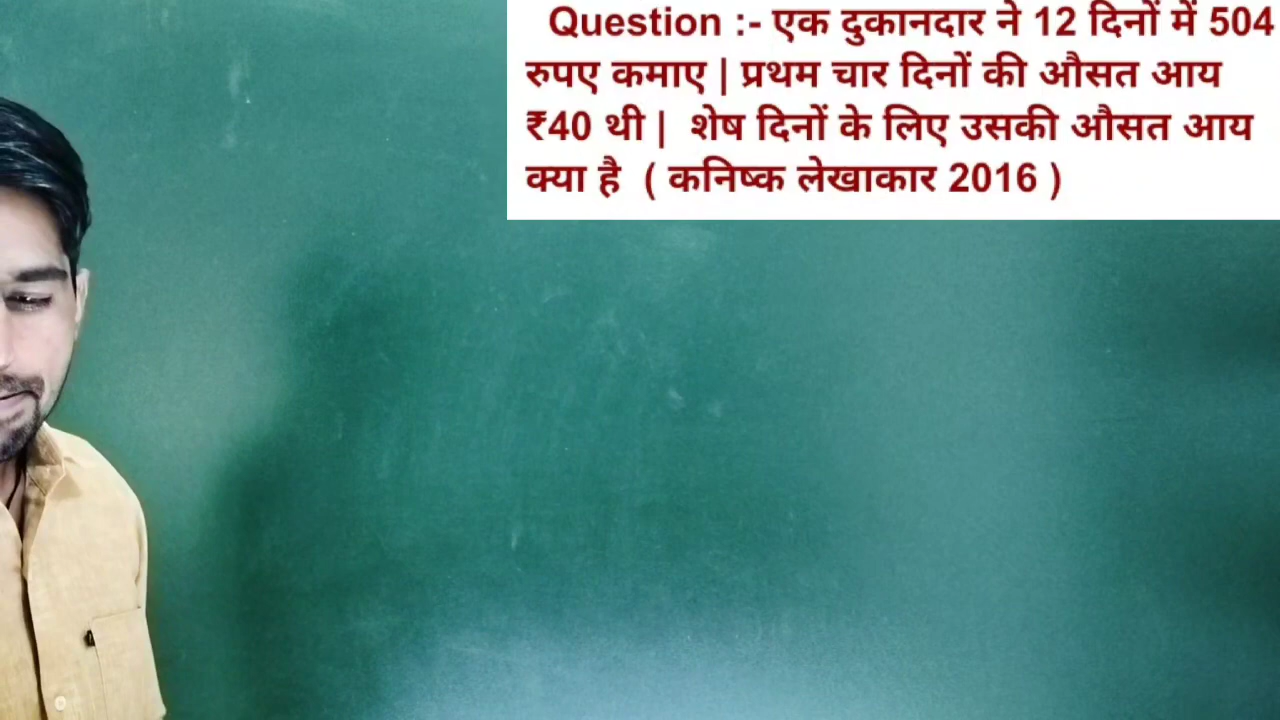 Question :- एक दुकानदार ने 12 दिनों में 504
रुपए कमाए | प्रथम चार दिनों की औसत आय
₹40 थी | शेष दिनों के लिए उसकी औसत आय
क्या है ( कनिष्क लेखाकार 2016 )